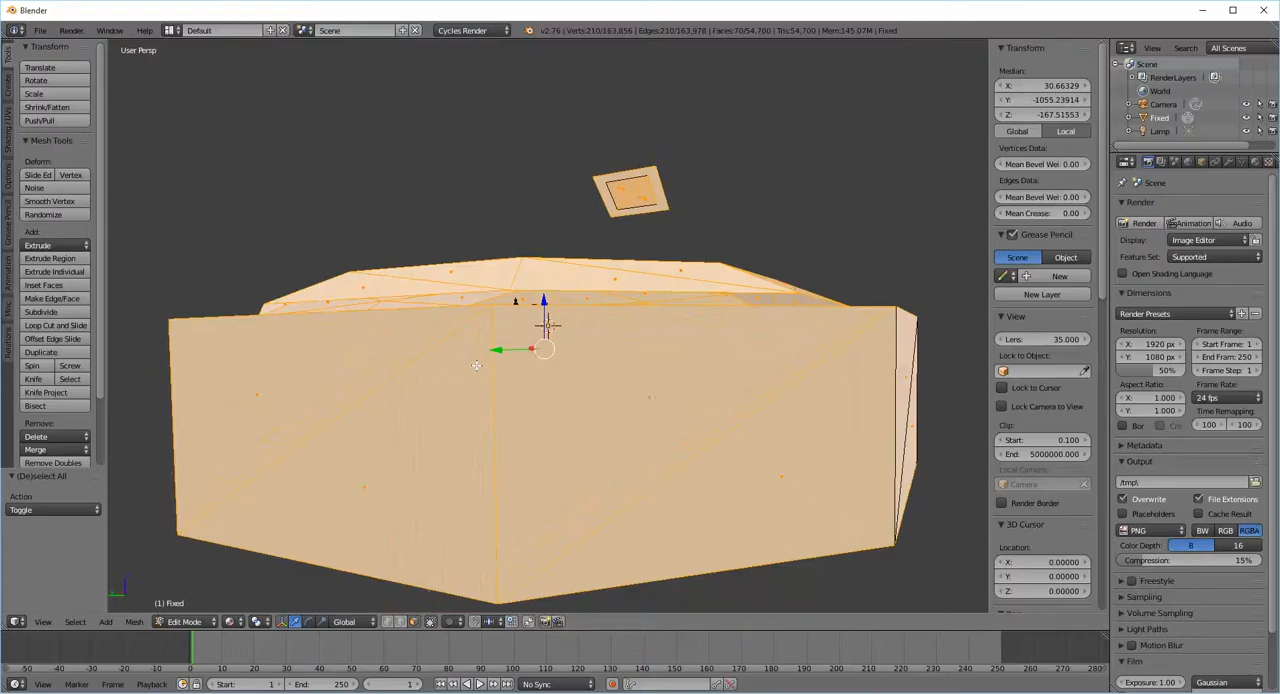 Blender
File Render Window Help Default Scene Cycles Render v2.76 | Verts:210/163,856 | Edges:210/163,978 | Faces:70/54,700 | Tris:54,700 | Mem:145.07M | Fixed
User Persp
Tools
Create
Shading / UVs
Options
Grease Pencil
Animation
Misc
Relations
Transform
Translate
Rotate
Scale
Shrink/Fatten
Push/Pull
Mesh Tools
Deform:
Slide Ed Vertex
Noise
Smooth Vertex
Randomize
Add:
Extrude
Extrude Region
Extrude Individual
Inset Faces
Make Edge/Face
Subdivide
Loop Cut and Slide
Offset Edge Slide
Duplicate
Spin Screw
Knife Select
Knife Project
Bisect
Remove:
Delete
Merge
Remove Doubles
(De)select All
Action
Toggle
(1) Fixed
Transform
Median:
X: 30.66329
Y: -1055.23914
Z: -167.51553
Global Local
Vertices Data:
Mean Bevel Wei: 0.00
Edges Data:
Mean Bevel Wei: 0.00
Mean Crease: 0.00
Grease Pencil
Scene Object
New
New Layer
View
Lens: 35.000
Lock to Object:
Lock to Cursor
Lock Camera to View
Clip:
Start: 0.100
End: 5000000.000
Local Camera:
Camera
Render Border
3D Cursor
Location:
X: 0.00000
Y: 0.00000
Z: 0.00000
View Search All Scenes
Scene
RenderLayers
World
Camera
Fixed
Lamp
Scene
Render
Render Animation Audio
Display: Image Editor
Feature Set: Supported
Open Shading Language
Dimensions
Render Presets
Resolution: Frame Range:
X: 1920 px Start Frame: 1
Y: 1080 px End Fram: 250
50% Frame Step: 1
Aspect Ratio: Frame Rate:
X: 1.000 24 fps
Y: 1.000 Time Remapping:
Bor Cro 100 100
Metadata
Output
/tmp\
Overwrite File Extensions
Placeholders Cache Result
PNG BW RGB RGBA
Color Depth: 8 16
Compression: 15%
Freestyle
Sampling
Volume Sampling
Light Paths
Motion Blur
Film
Exposure: 1.00 Gaussian
View Select Add Mesh Edit Mode Global
-50 -40 -30 -20 -10 0 10 20 30 40 50 60 70 80 90 100 110 120 130 140 150 160 170 180 190 200 210 220 230 240 250 260 270 280
View Marker Frame Playback Start: 1 End: 250 1 No Sync